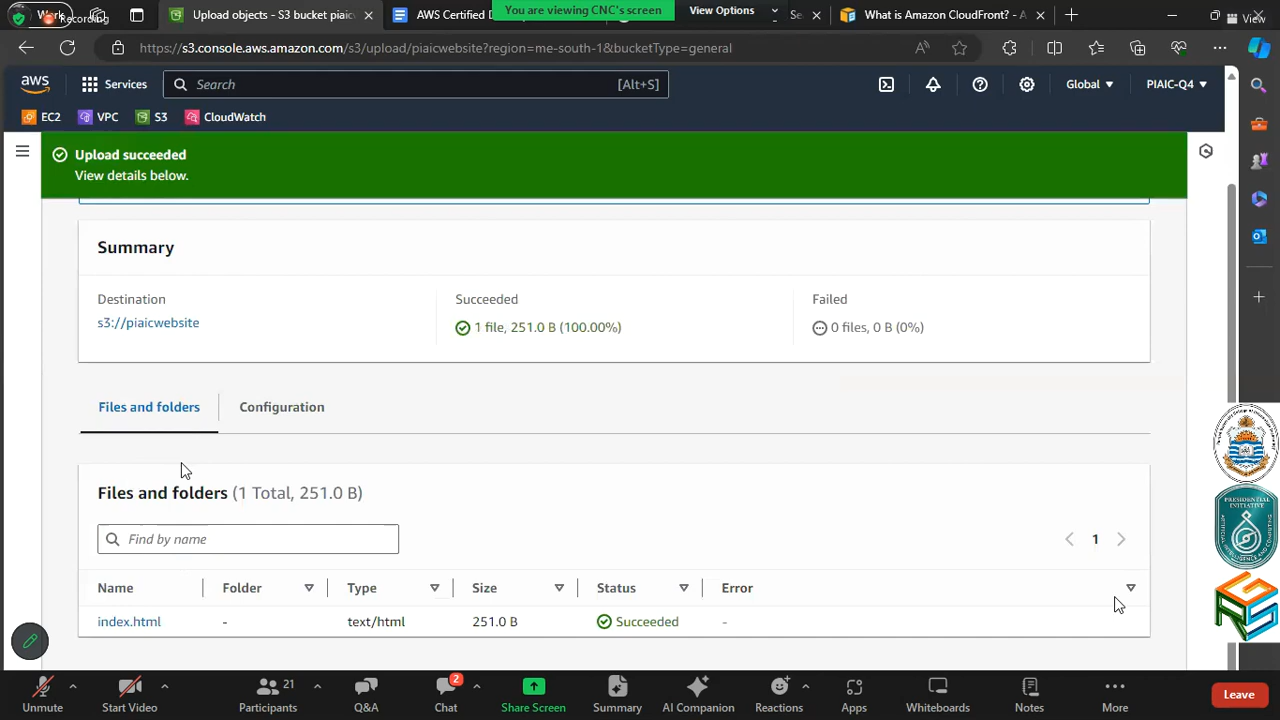 Recording
Upload objects - S3 bucket piaic
AWS Certified D
You are viewing CNC's screen
View Options
Se
What is Amazon CloudFront? - A
View
https://s3.console.aws.amazon.com/s3/upload/piaicwebsite?region=me-south-1&bucketType=general
aws
Services
Search
[Alt+S]
Global
PIAIC-Q4
EC2
VPC
S3
CloudWatch
Upload succeeded
View details below.
Summary
Destination
Succeeded
Failed
s3://piaicwebsite
1 file, 251.0 B (100.00%)
0 files, 0 B (0%)
Files and folders
Configuration
Files and folders (1 Total, 251.0 B)
Find by name
1
Name
Folder
Type
Size
Status
Error
index.html
-
text/html
251.0 B
Succeeded
-
Unmute
Start Video
21
Participants
Q&A
2
Chat
Share Screen
Summary
AI Companion
Reactions
Apps
Whiteboards
Notes
More
Leave